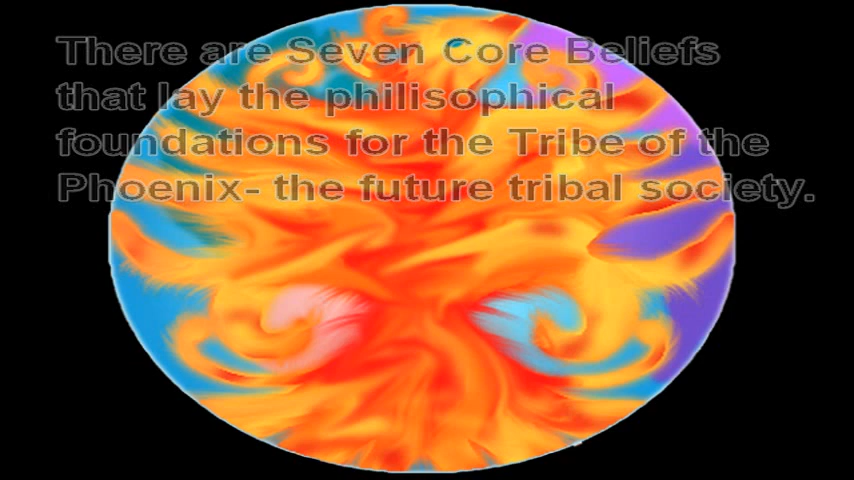 There are Seven Core Beliefs
that lay the philisophical
foundations for the Tribe of the
Phoenix- the future tribal society.